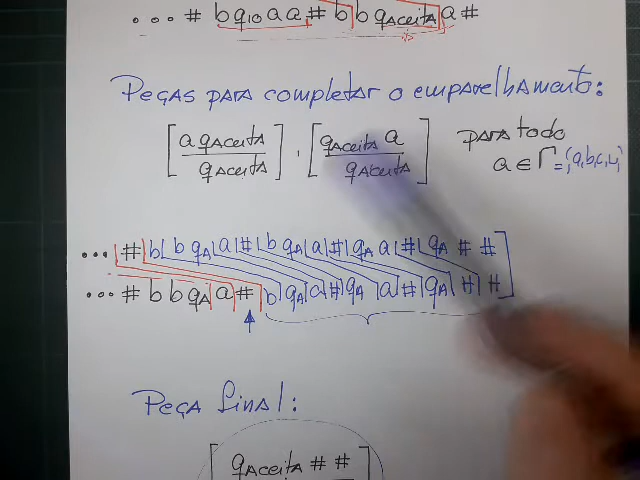 ... # b q10 a a # b b qAceita a #
Peças para completar o emparelhamento:
[a qAceita / qAceita] , [qAceita a / qAceita] para todo
a ∈ Γ = {a,b,c,⊔}
... # b b qA a # b qA a # qA a # qA # #]
... # b b qA a # b qA a # qA a # qA # #]
Peça final:
[qAceita # #]